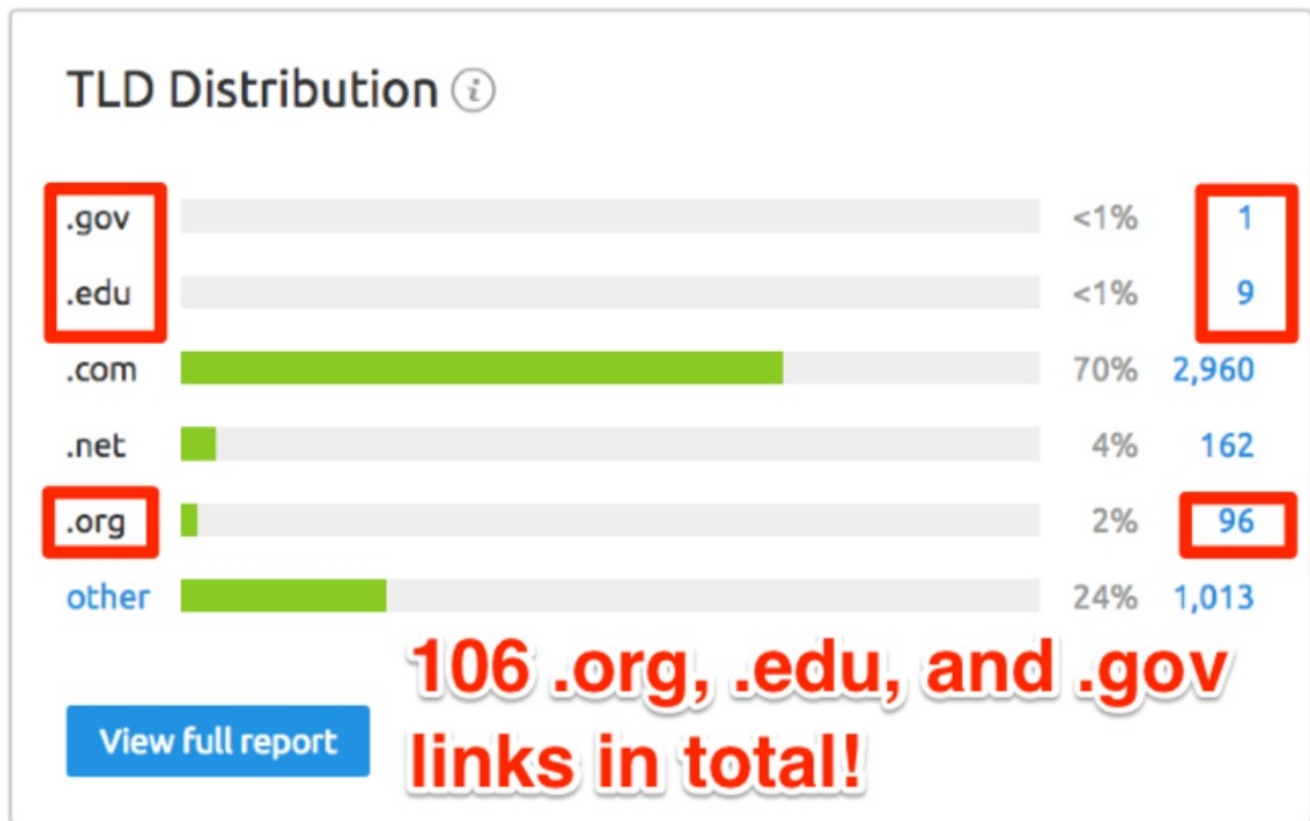 TLD Distribution i
.gov <1% 1
.edu <1% 9
.com 70% 2,960
.net 4% 162
.org 2% 96
other 24% 1,013
106 .org, .edu, and .gov
links in total!
View full report